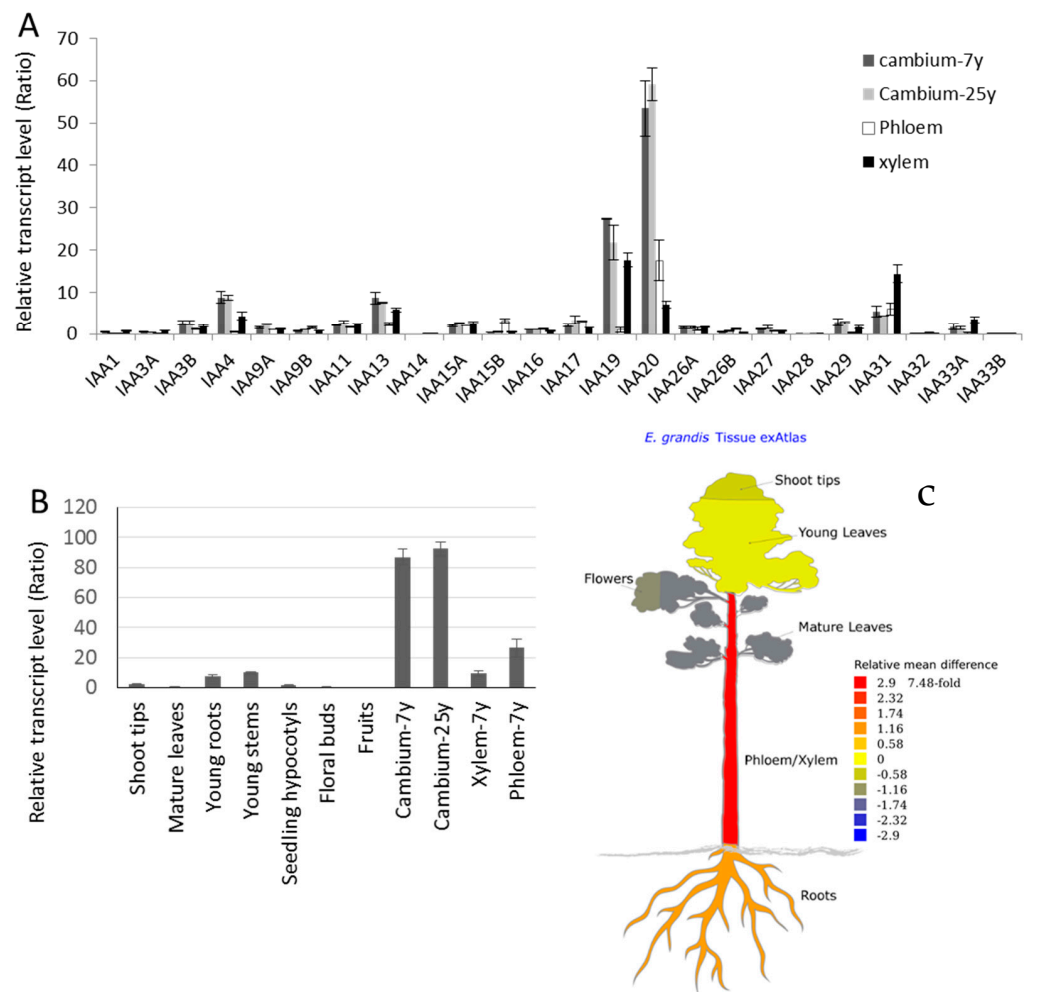 A
Relative transcript level (Ratio)
70
60
50
40
30
20
10
0
cambium-7y
Cambium-25y
Phloem
xylem
IAA1
IAA3A
IAA3B
IAA4
IAA9A
IAA9B
IAA11
IAA13
IAA14
IAA15A
IAA15B
IAA16
IAA17
IAA19
IAA20
IAA26A
IAA26B
IAA27
IAA28
IAA29
IAA31
IAA32
IAA33A
IAA33B
B
Relative transcript level (Ratio)
120
100
80
60
40
20
0
Shoot tips
Mature leaves
Young roots
Young stems
Seedling hypocotyls
Floral buds
Fruits
Cambium-7y
Cambium-25y
Xylem-7y
Phloem-7y
E. grandis Tissue exAtlas
C
Shoot tips
Young Leaves
Flowers
Mature Leaves
Phloem/Xylem
Roots
Relative mean difference
2.9 7.48-fold
2.32
1.74
1.16
0.58
0
-0.58
-1.16
-1.74
-2.32
-2.9